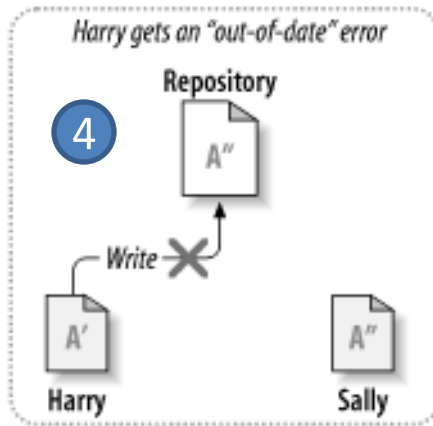 Harry gets an “out-of-date” error
Repository
4
A”
Write
A’
A”
Harry
Sally